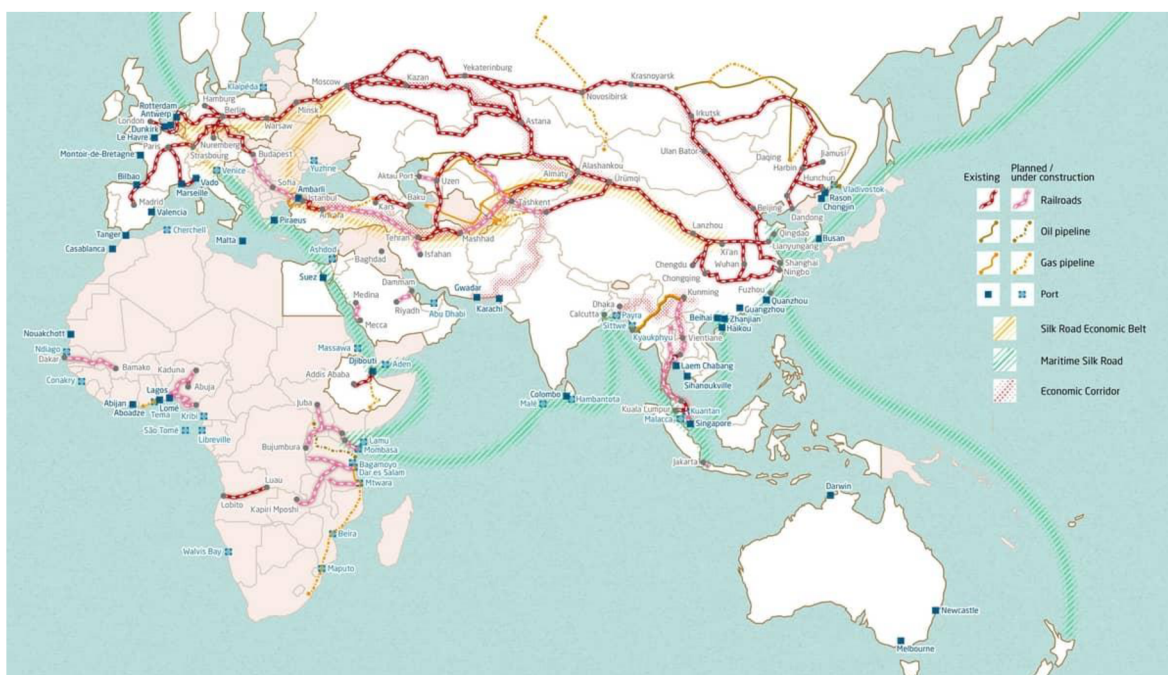 Klaipėda
Moscow
Kazan
Yekaterinburg
Novosibirsk
Krasnoyarsk
Irkutsk
Rotterdam
Antwerp
London
Dunkirk
Le Havre
Paris
Montoir-de-Bretagne
Hamburg
Berlin
Warsaw
Minsk
Nuremberg
Strasbourg
Budapest
Venice
Yuzhne
Astana
Ulan Bator
Daqing
Jiamusi
Harbin
Hunchun
Vladivostok
Rason
Chongjin
Bilbao
Madrid
Vado
Marseille
Valencia
Sofia
Ambarli
Istanbul
Ankara
Kars
Baku
Aktau Port
Uzen
Almaty
Alashankou
Ürümqi
Tashkent
Beijing
Dandong
Qingdao
Lianyungang
Busan
Tanger
Casablanca
Cherchell
Malta
Piraeus
Tehran
Mashhad
Isfahan
Lanzhou
Xi'an
Chengdu
Wuhan
Chongqing
Shanghai
Ningbo
Ashdod
Baghdad
Suez
Dammam
Medina
Riyadh
Mecca
Abu Dhabi
Gwadar
Karachi
Kunming
Fuzhou
Quanzhou
Guangzhou
Dhaka
Calcutta
Payra
Sittwe
Kyaukphyu
Beihai
Zhanjian
Haikou
Vientiane
Nouakchott
Ndiago
Dakar
Bamako
Conakry
Kaduna
Abuja
Lagos
Abijan
Lomé
Aboadze
Tema
Kribi
São Tomé
Libreville
Massawa
Djibouti
Aden
Addis Ababa
Juba
Laem Chabang
Sihanoukville
Colombo
Hambantota
Malé
Kuala Lumpur
Kuantan
Malacca
Singapore
Jakarta
Bujumbura
Lamu
Mombasa
Bagamoyo
Dar es Salam
Mtwara
Luau
Lobito
Kapiri Mposhi
Beira
Walvis Bay
Maputo
Darwin
Newcastle
Melbourne
Existing
Planned /
under construction
Railroads
Oil pipeline
Gas pipeline
Port
Silk Road Economic Belt
Maritime Silk Road
Economic Corridor